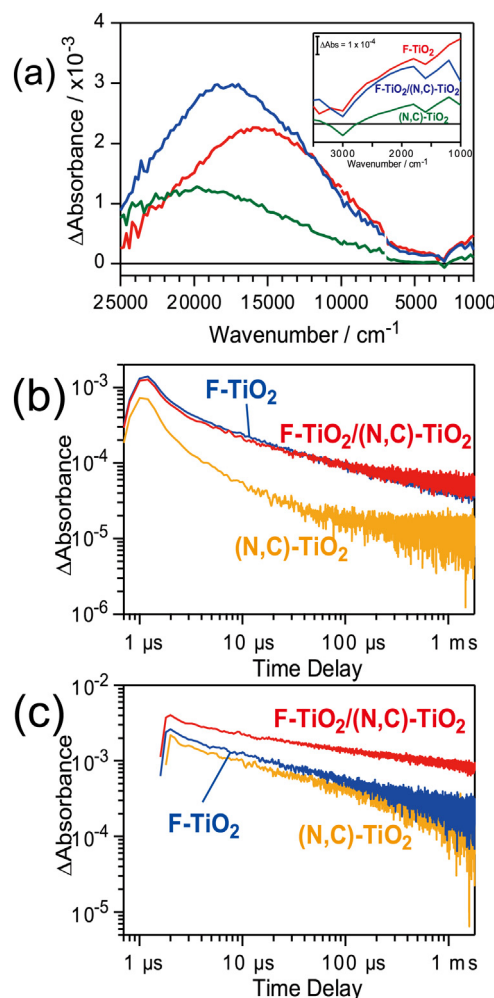 (a)
ΔAbsorbance / x10⁻³
4
3
2
1
0
ΔAbs = 1 x 10⁻⁴
F-TiO₂
F-TiO₂/(N,C)-TiO₂
(N,C)-TiO₂
3000 2000 1000
Wavenumber / cm⁻¹
25000 20000 15000 10000 5000 1000
Wavenumber / cm⁻¹
(b)
ΔAbsorbance
10⁻³
10⁻⁴
10⁻⁵
10⁻⁶
F-TiO₂
F-TiO₂/(N,C)-TiO₂
(N,C)-TiO₂
1 µs 10 µs 100 µs 1 ms
Time Delay
(c)
ΔAbsorbance
10⁻²
10⁻³
10⁻⁴
10⁻⁵
F-TiO₂/(N,C)-TiO₂
F-TiO₂
(N,C)-TiO₂
1 µs 10 µs 100 µs 1 ms
Time Delay